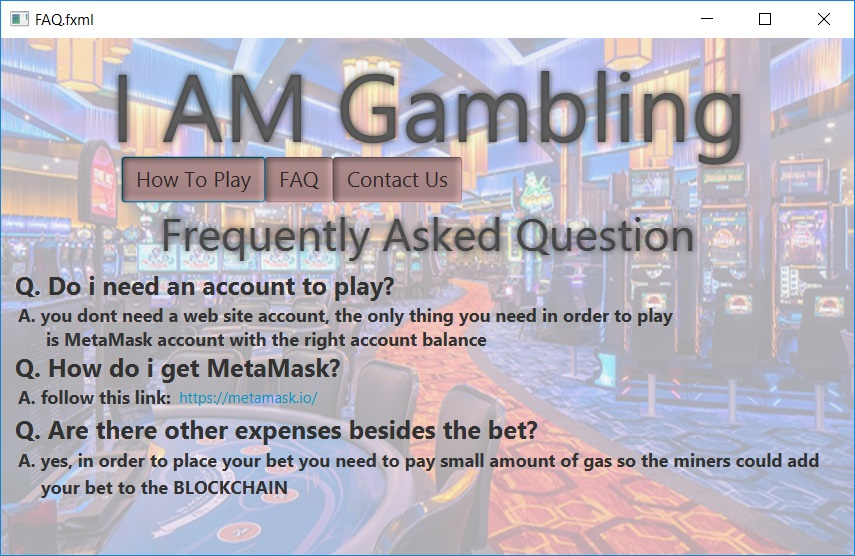 FAQ.fxml
I AM Gambling
How To Play FAQ Contact Us
Frequently Asked Question
Q. Do i need an account to play?
A. you dont need a web site account, the only thing you need in order to play
is MetaMask account with the right account balance
Q. How do i get MetaMask?
A. follow this link: https://metamask.io/
Q. Are there other expenses besides the bet?
A. yes, in order to place your bet you need to pay small amount of gas so the miners could add
your bet to the BLOCKCHAIN